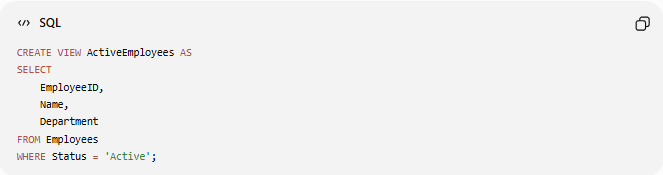 </> SQL
CREATE VIEW ActiveEmployees AS
SELECT
    EmployeeID,
    Name,
    Department
FROM Employees
WHERE Status = 'Active';